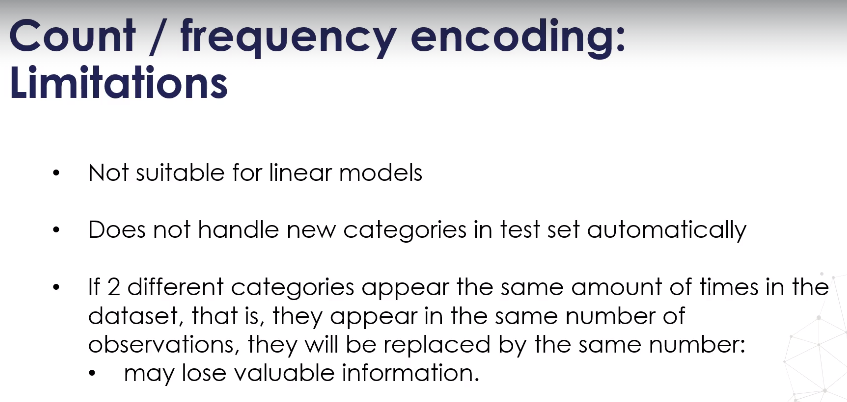 Count / frequency encoding:
Limitations
• Not suitable for linear models
• Does not handle new categories in test set automatically
• If 2 different categories appear the same amount of times in the
dataset, that is, they appear in the same number of
observations, they will be replaced by the same number:
• may lose valuable information.